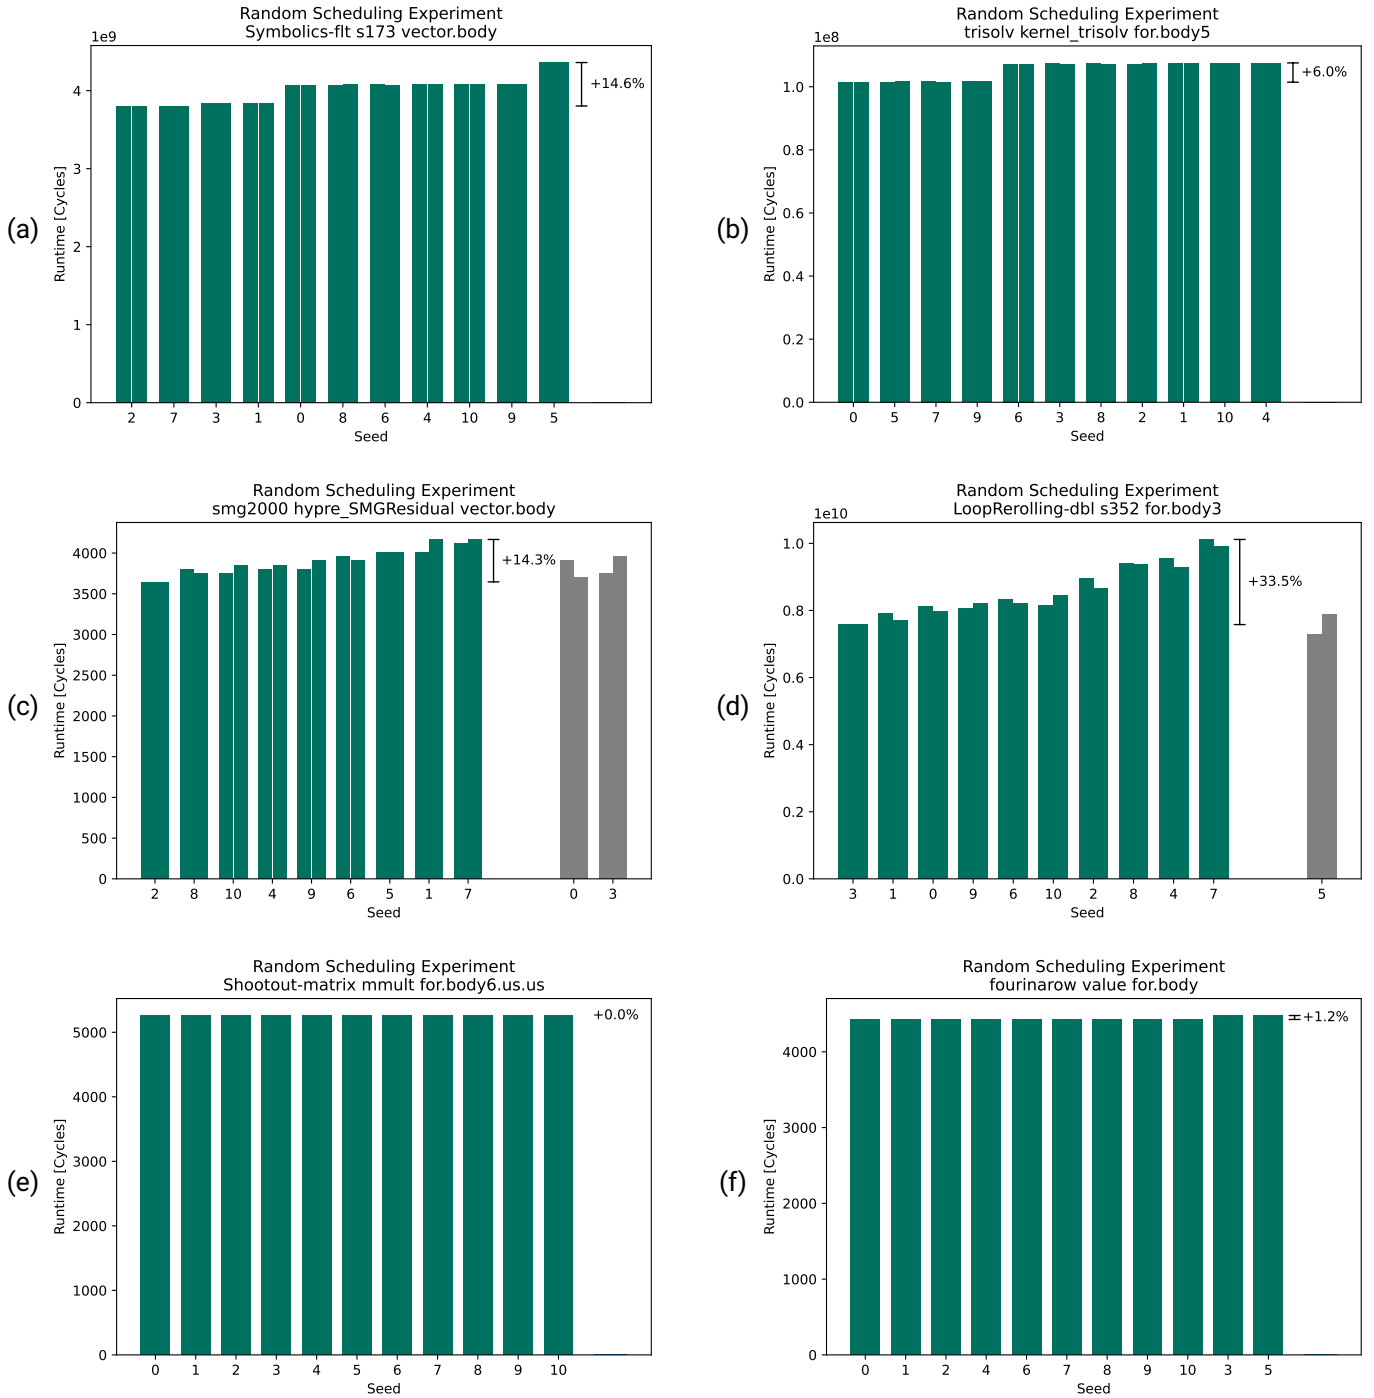 (a)
Random Scheduling Experiment
Symbolics-flt s173 vector.body
1e9
Runtime [Cycles]
4
3
2
1
0
+14.6%
2 7 3 1 0 8 6 4 10 9 5
Seed
(b)
Random Scheduling Experiment
trisolv kernel_trisolv for.body5
1e8
Runtime [Cycles]
1.0
0.8
0.6
0.4
0.2
0.0
+6.0%
0 5 7 9 6 3 8 2 1 10 4
Seed
(c)
Random Scheduling Experiment
smg2000 hypre_SMGResidual vector.body
Runtime [Cycles]
4000
3500
3000
2500
2000
1500
1000
500
0
+14.3%
2 8 10 4 9 6 5 1 7 0 3
Seed
(d)
Random Scheduling Experiment
LoopRerolling-dbl s352 for.body3
1e10
Runtime [Cycles]
1.0
0.8
0.6
0.4
0.2
0.0
+33.5%
3 1 0 9 6 10 2 8 4 7 5
Seed
(e)
Random Scheduling Experiment
Shootout-matrix mmult for.body6.us.us
Runtime [Cycles]
5000
4000
3000
2000
1000
0
+0.0%
0 1 2 3 4 5 6 7 8 9 10
Seed
(f)
Random Scheduling Experiment
fourinarow value for.body
Runtime [Cycles]
4000
3000
2000
1000
0
+1.2%
0 1 2 4 6 7 8 9 10 3 5
Seed